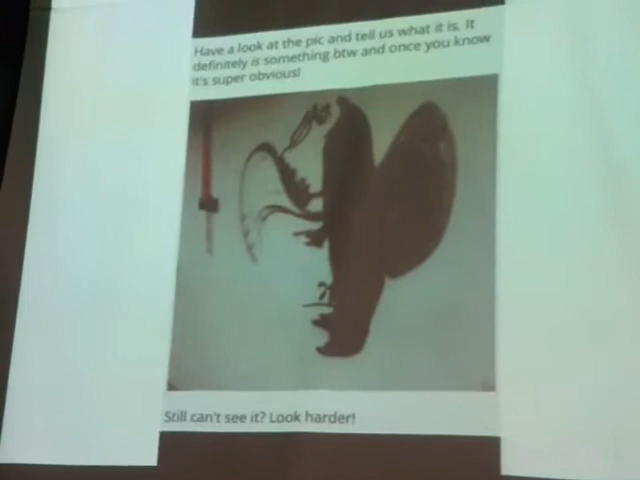 Have a look at the pic and tell us what it is. It
definitely is something btw and once you know
it's super obvious!
Still can't see it? Look harder!